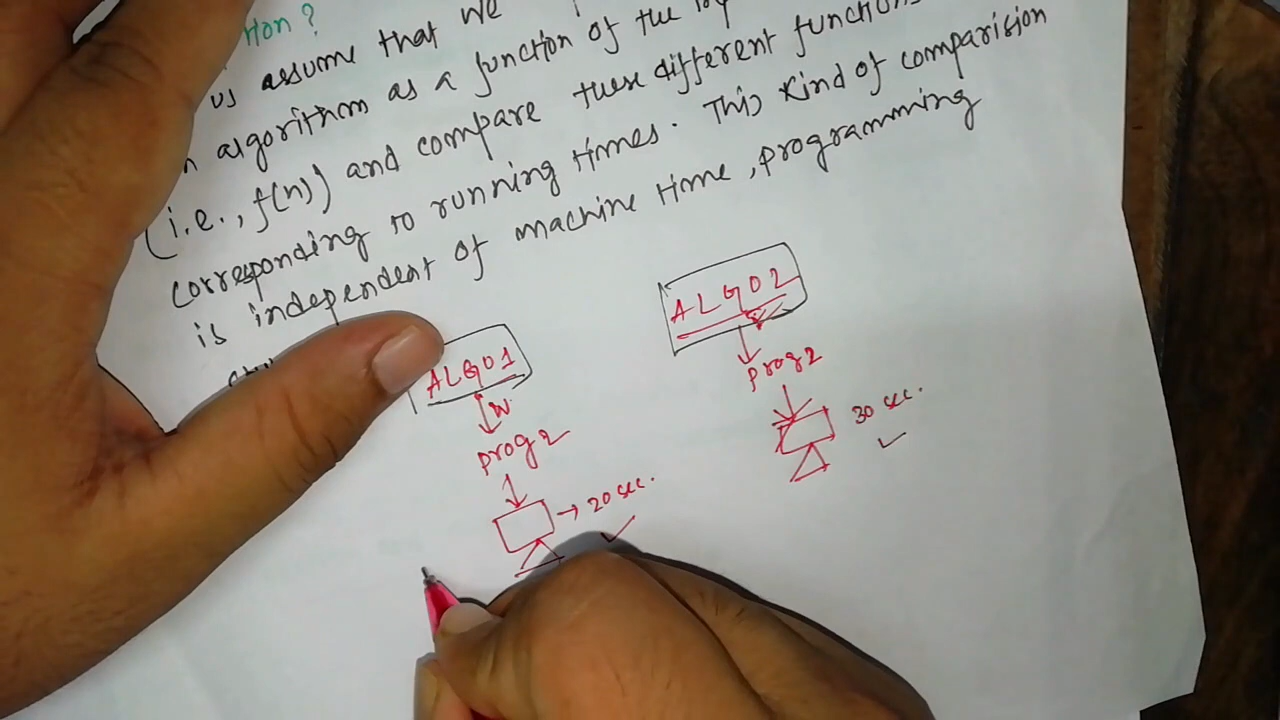 tion?
us assume that we
algorithm as a function of the
(i.e., f(n)) and compare these different functions
corresponding to running times. This kind of comparision
is independent of machine time, programming
ALGO1
Prog2
→ 20 sec.
ALGO2
Prog2
30 sec.